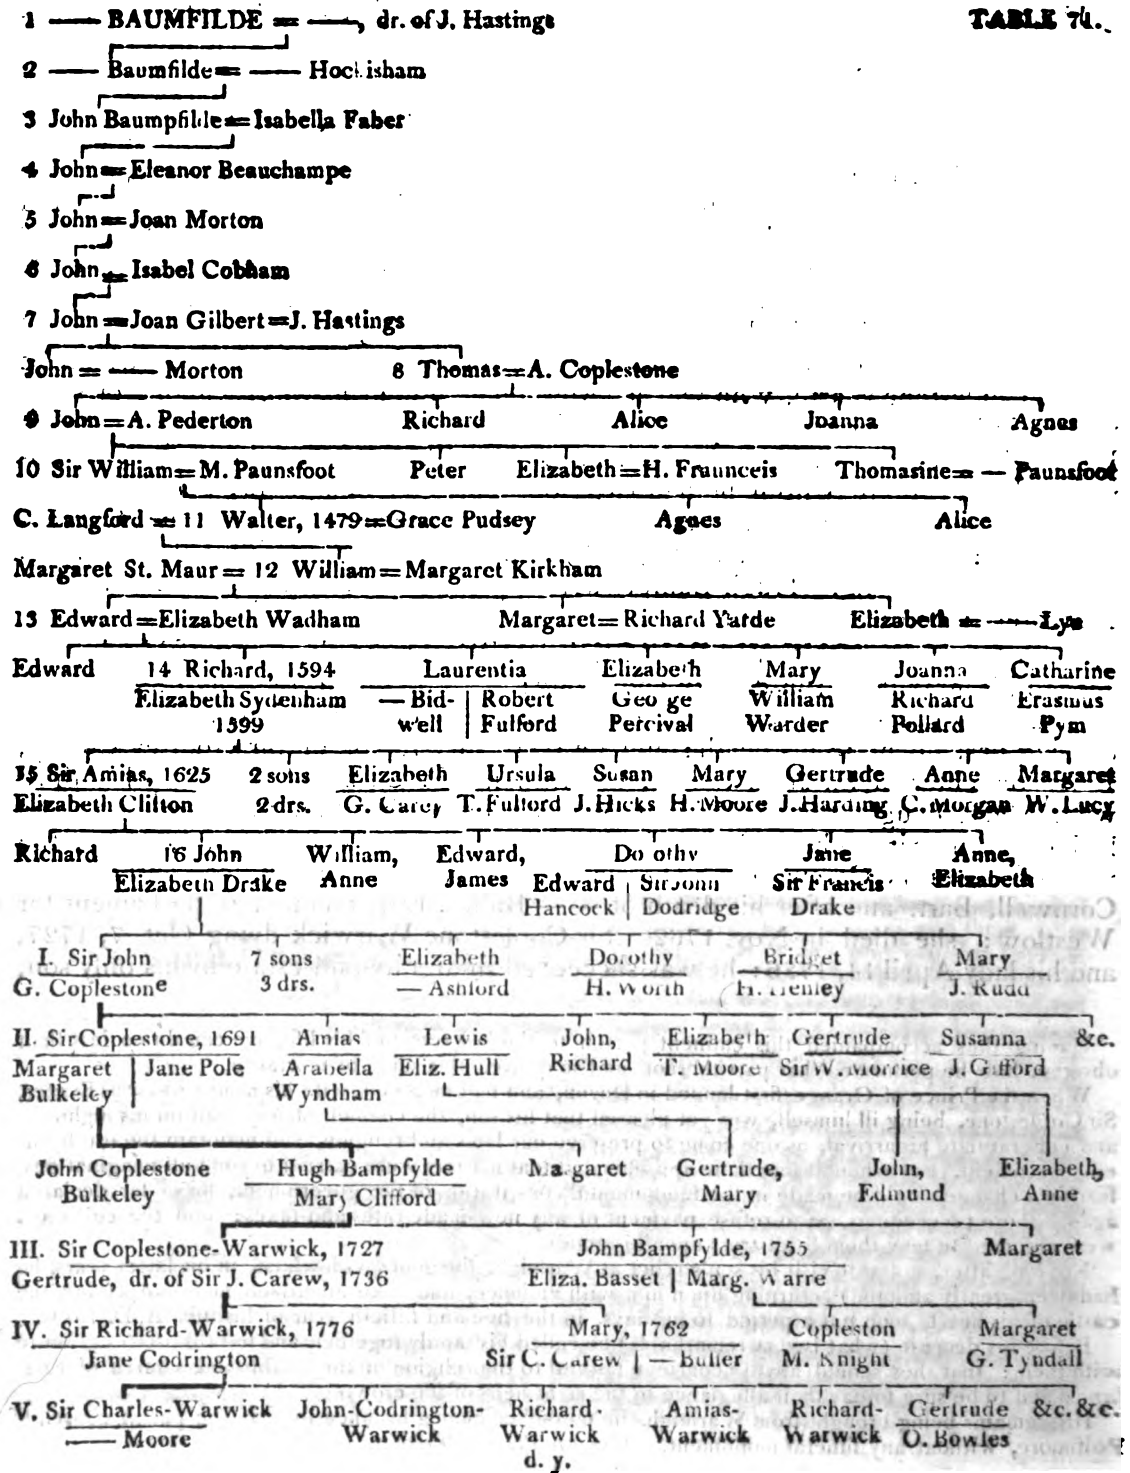 1 —— BAUMFILDE = ——, dr. of J. Hastings TABLE 71.
2 —— Baumfilde = —— Hockisham
3 John Baumpfilde = Isabella Faber
4 John = Eleanor Beauchampe
5 John = Joan Morton
6 John = Isabel Cobham
7 John = Joan Gilbert = J. Hastings
John = —— Morton 8 Thomas = A. Coplestone
9 John = A. Pederton Richard Alice Joanna Agnes
10 Sir William = M. Paunsfoot Peter Elizabeth = H. Fraunceis Thomasine = — Paunsfoot
C. Langford = 11 Walter, 1479 = Grace Pudsey Agnes Alice
Margaret St. Maur = 12 William = Margaret Kirkham
13 Edward = Elizabeth Wadham Margaret = Richard Yarde Elizabeth = —— Lye
Edward 14 Richard, 1594 Laurentia Elizabeth Mary Joanna Catharine
Elizabeth Sydenham — Bid- | Robert George William Richard Erasmus
1599 well | Fulford Percival Warder Pollard Pym
15 Sir Amias, 1625 2 sons Elizabeth Ursula Susan Mary Gertrude Anne Margaret
Elizabeth Clifton 2 drs. G. Carey T. Fulford J. Hicks H. Moore J. Harding C. Morgan W. Lucy
Richard 16 John William, Edward, Dorothy Jane Anne,
Elizabeth Drake Anne James Edward | Sir John Sir Francis Elizabeth
Hancock | Dodridge Drake
I. Sir John 7 sons Elizabeth Dorothy Bridget Mary
G. Coplestone 3 drs. — Ashford H. Worth H. Henley J. Rudd
II. Sir Coplestone, 1691 Amias Lewis John, Elizabeth Gertrude Susanna &c.
Margaret | Jane Pole Arabella Eliz. Hull Richard T. Moore Sir W. Morrice J. Gifford
Bulkeley | Wyndham
John Coplestone Hugh Bampfylde Margaret Gertrude, John, Elizabeth,
Bulkeley Mary Clifford Mary Edmund Anne
III. Sir Coplestone-Warwick, 1727 John Bampfylde, 1755 Margaret
Gertrude, dr. of Sir J. Carew, 1736 Eliza. Basset | Marg. Warre
IV. Sir Richard-Warwick, 1776 Mary, 1762 Copleston Margaret
Jane Codrington Sir C. Carew | — Buller M. Knight G. Tyndall
V. Sir Charles-Warwick John-Codrington- Richard- Amias- Richard- Gertrude &c. &c.
—— Moore Warwick Warwick Warwick Warwick O. Bowles
d. y.